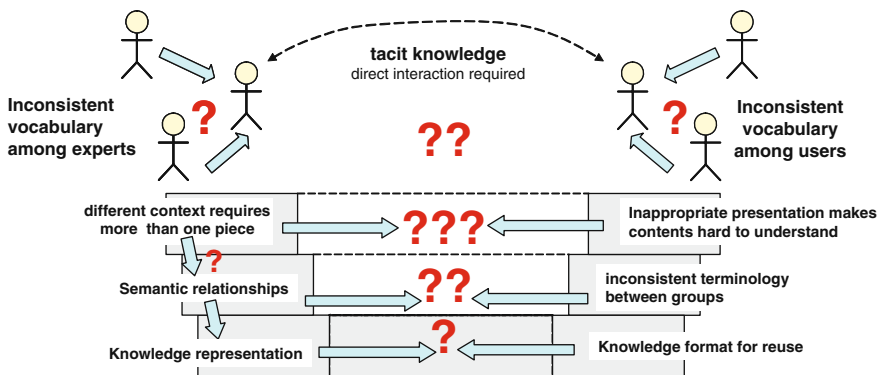 tacit knowledge
direct interaction required
Inconsistent
vocabulary
among experts
?
??
?
Inconsistent
vocabulary
among users
different context requires
more than one piece
???
Inappropriate presentation makes
contents hard to understand
?
Semantic relationships
??
inconsistent terminology
between groups
Knowledge representation
?
Knowledge format for reuse